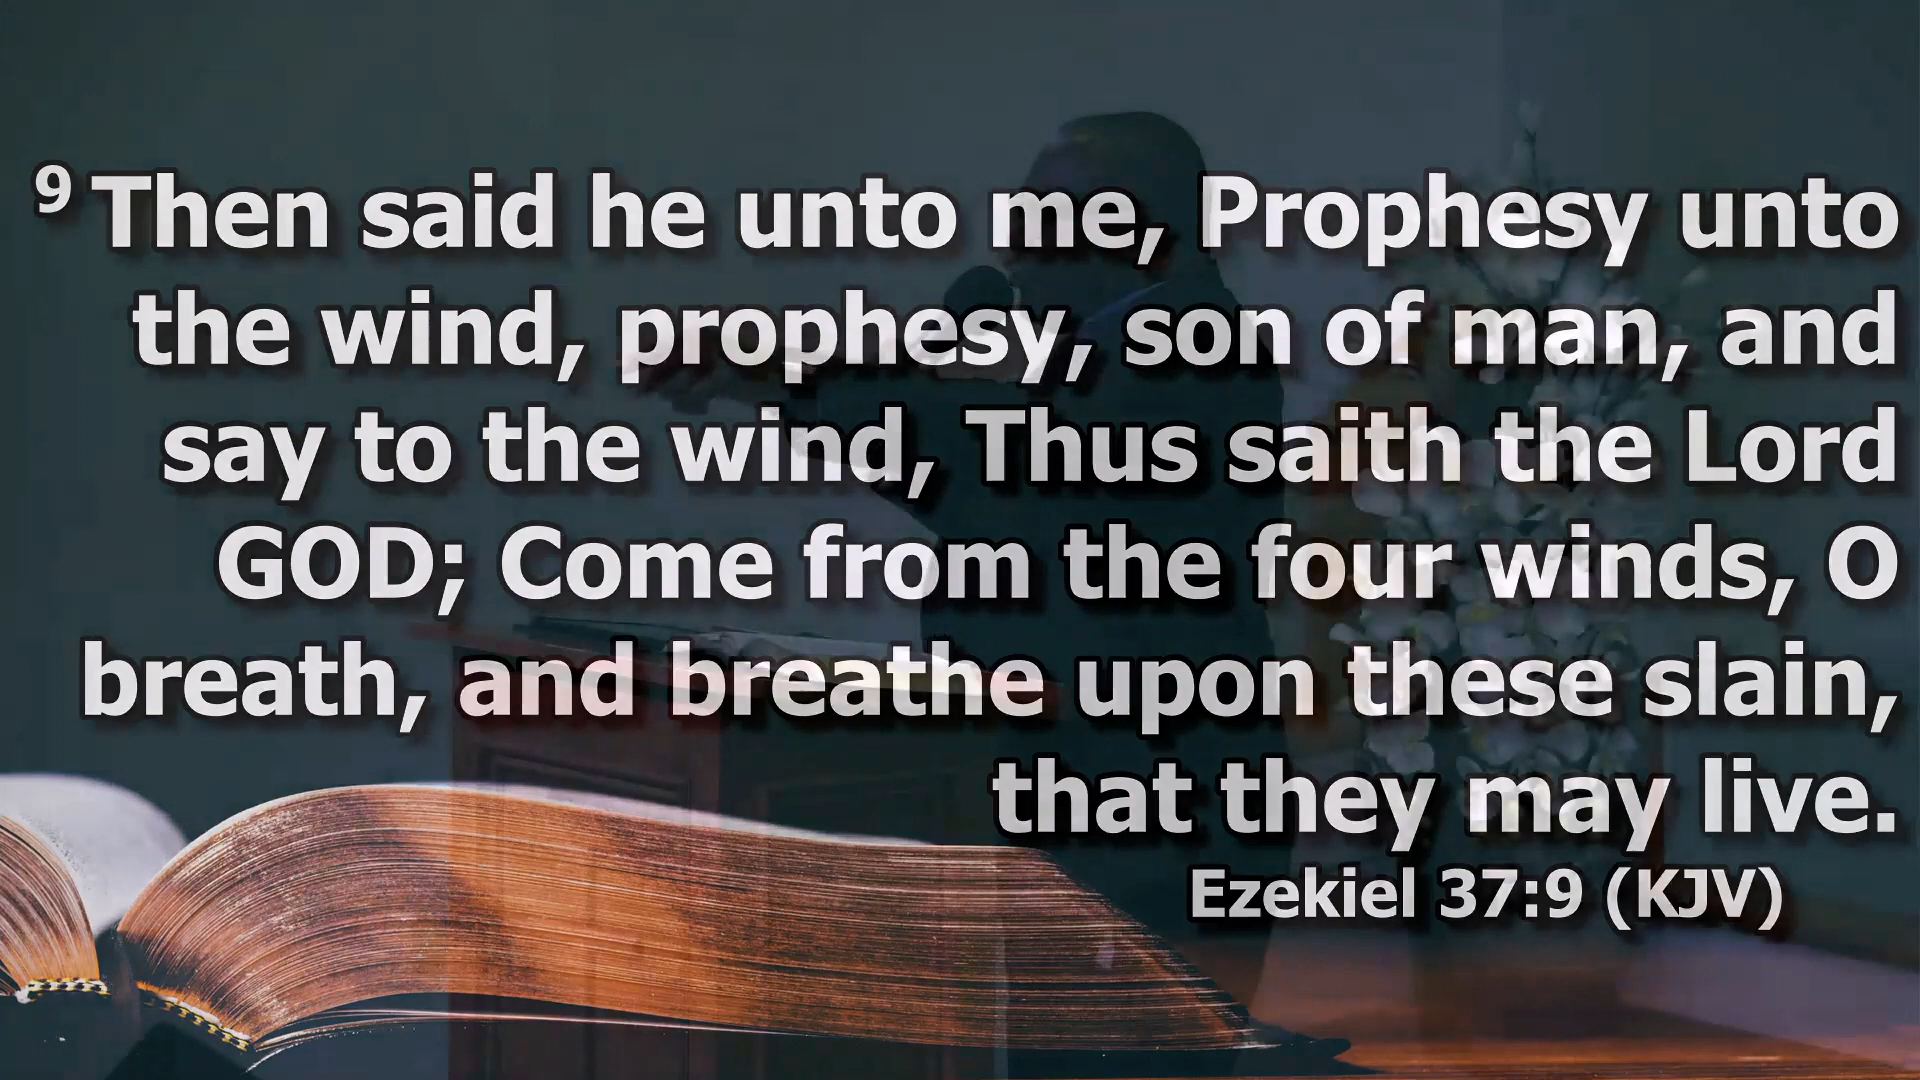 9 Then said he unto me, Prophesy unto
the wind, prophesy, son of man, and
say to the wind, Thus saith the Lord
GOD; Come from the four winds, O
breath, and breathe upon these slain,
that they may live.
Ezekiel 37:9 (KJV)